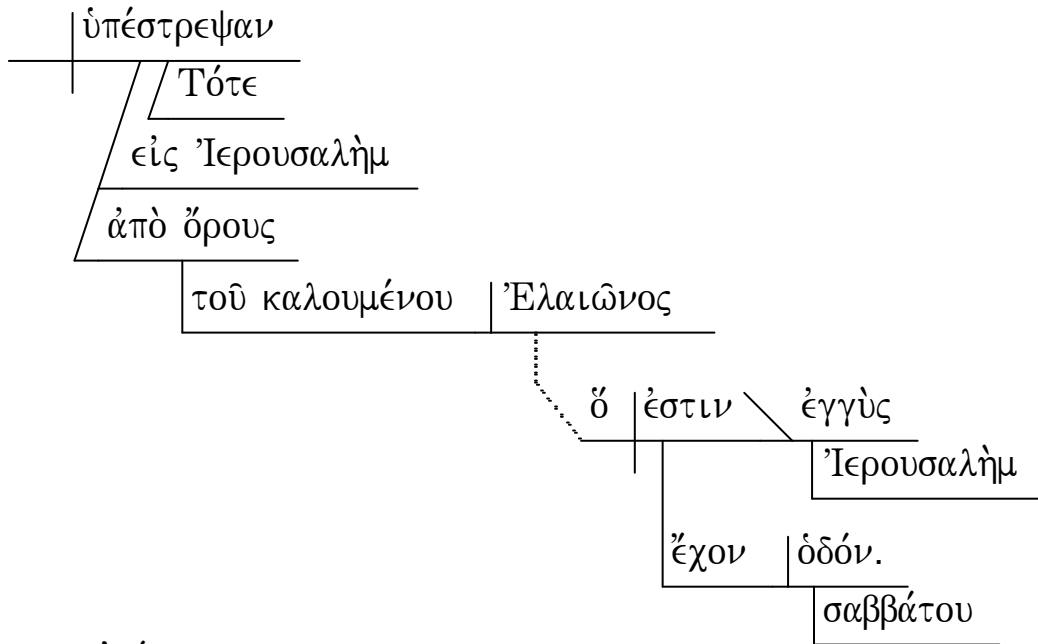 ὑπέστρεψαν
Τότε
εἰς Ἰερουσαλὴμ
ἀπὸ ὄρους
τοῦ καλουμένου Ἐλαιῶνος
ὅ ἐστιν ἐγγὺς
Ἰερουσαλὴμ
ἔχον ὁδόν.
σαββάτου